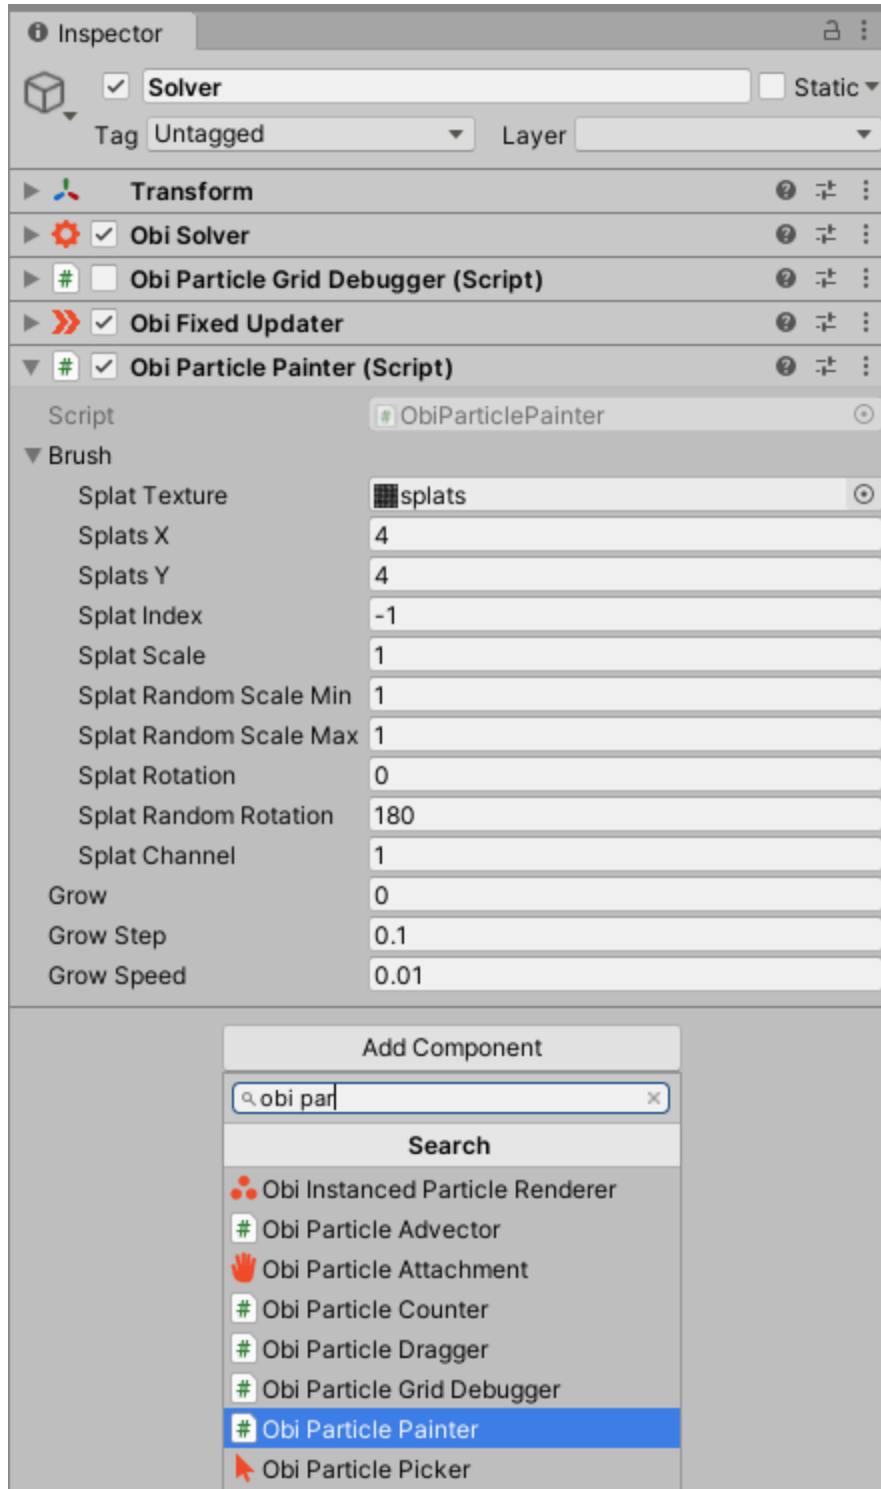 Inspector
Solver Static
Tag Untagged Layer
Transform
Obi Solver
# Obi Particle Grid Debugger (Script)
Obi Fixed Updater
# Obi Particle Painter (Script)
Script # ObiParticlePainter
Brush
Splat Texture splats
Splats X 4
Splats Y 4
Splat Index -1
Splat Scale 1
Splat Random Scale Min 1
Splat Random Scale Max 1
Splat Rotation 0
Splat Random Rotation 180
Splat Channel 1
Grow 0
Grow Step 0.1
Grow Speed 0.01
Add Component
obi par
Search
Obi Instanced Particle Renderer
# Obi Particle Advector
Obi Particle Attachment
# Obi Particle Counter
# Obi Particle Dragger
# Obi Particle Grid Debugger
# Obi Particle Painter
Obi Particle Picker